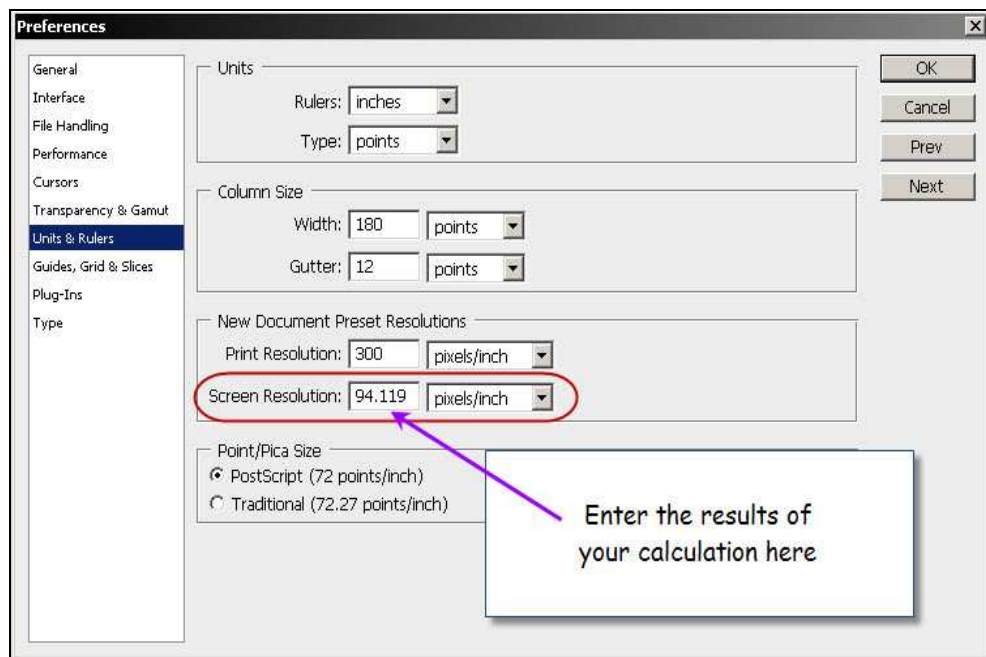 Preferences
General
Interface
File Handling
Performance
Cursors
Transparency & Gamut
Units & Rulers
Guides, Grid & Slices
Plug-Ins
Type
Units
Rulers: inches
Type: points
Column Size
Width: 180 points
Gutter: 12 points
New Document Preset Resolutions
Print Resolution: 300 pixels/inch
Screen Resolution: 94.119 pixels/inch
Point/Pica Size
PostScript (72 points/inch)
Traditional (72.27 points/inch)
Enter the results of
your calculation here
OK
Cancel
Prev
Next